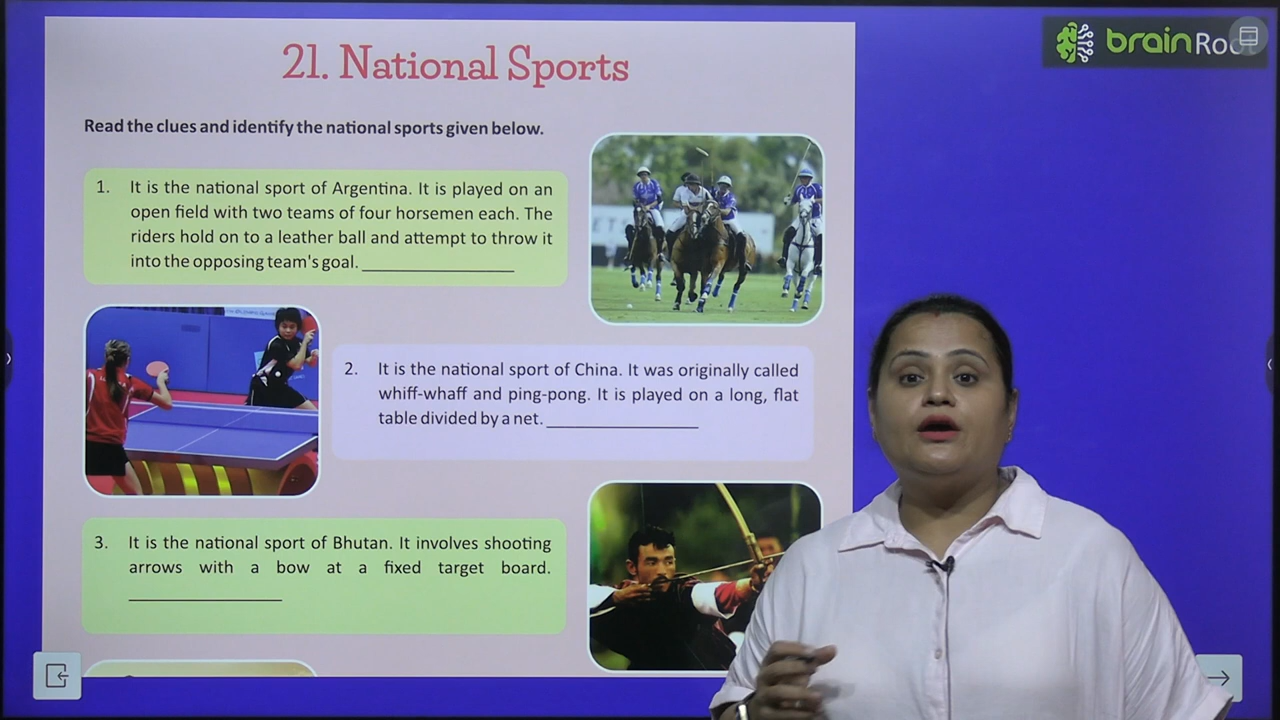 21. National Sports
brainRoot
Read the clues and identify the national sports given below.
1. It is the national sport of Argentina. It is played on an
open field with two teams of four horsemen each. The
riders hold on to a leather ball and attempt to throw it
into the opposing team's goal. _______________
2. It is the national sport of China. It was originally called
whiff-whaff and ping-pong. It is played on a long, flat
table divided by a net. _______________
3. It is the national sport of Bhutan. It involves shooting
arrows with a bow at a fixed target board.
_______________